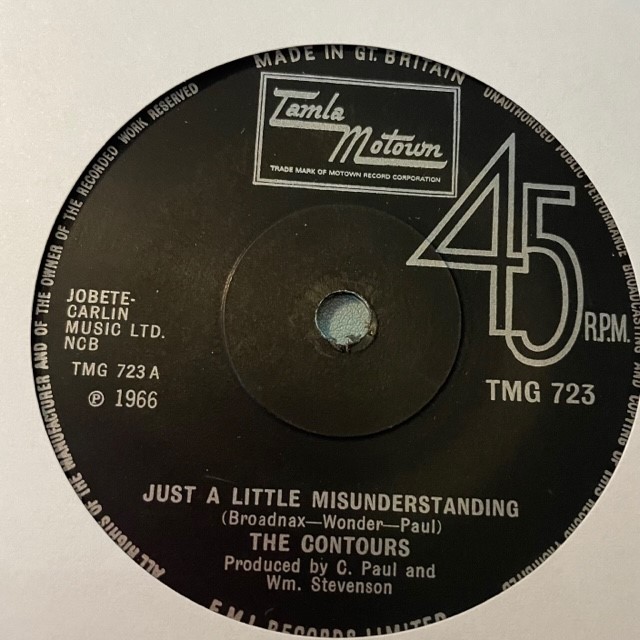 MADE IN GT. BRITAIN
Tamla
Motown
TRADE MARK OF MOTOWN RECORD CORPORATION
45
R.P.M.
JOBETE-
CARLIN
MUSIC LTD.
NCB
TMG 723 A
℗ 1966
TMG 723
JUST A LITTLE MISUNDERSTANDING
(Broadnax—Wonder—Paul)
THE CONTOURS
Produced by C. Paul and
Wm. Stevenson
ALL RIGHTS OF THE MANUFACTURER AND OF THE OWNER OF THE RECORDED WORK RESERVED
UNAUTHORISED PUBLIC PERFORMANCE BROADCASTING AND COPYING OF THIS RECORD PROHIBITED
E.M.I. RECORDS LIMITED